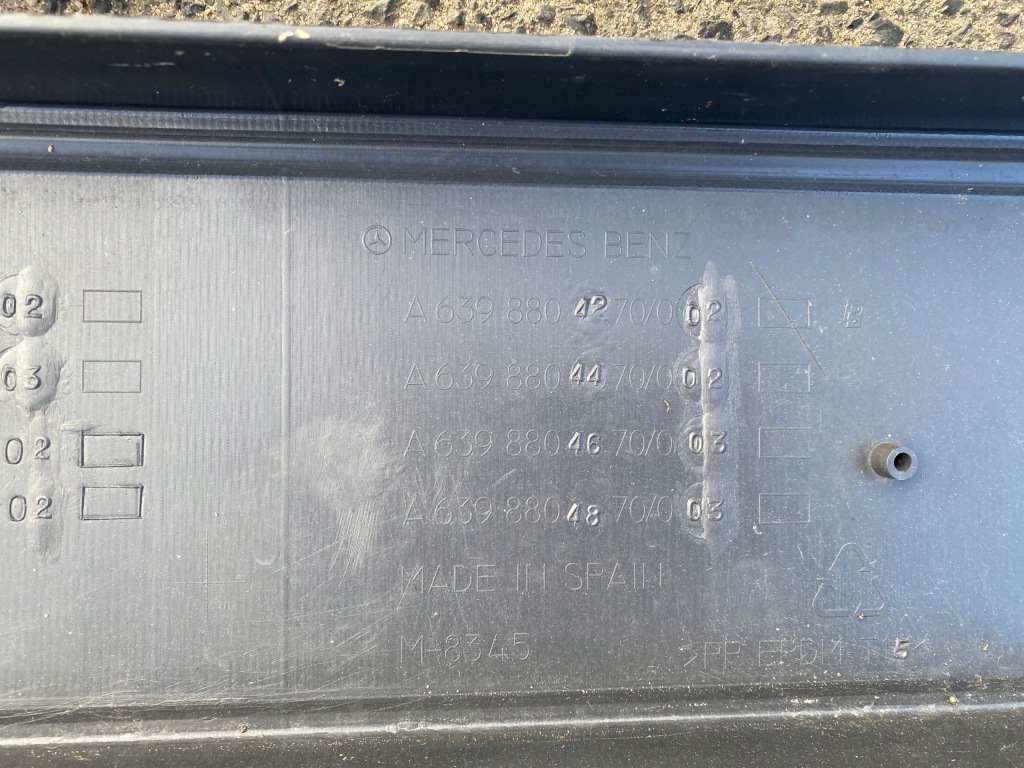 MERCEDES BENZ
02 A 639 880 42 70/0 02
03 A 639 880 44 70/0 02
02 A 639 880 46 70/0 03
02 A 639 880 48 70/0 03
MADE IN SPAIN
M-8345 >PP EPDM T 5<